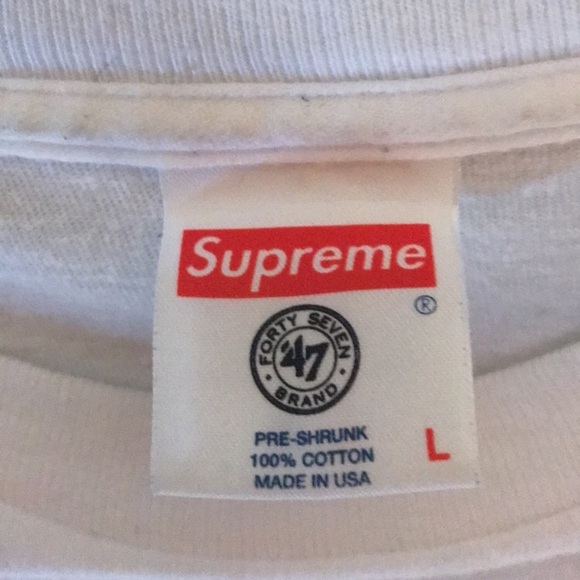 Supreme
®
FORTY SEVEN
'47
BRAND
PRE-SHRUNK
100% COTTON
MADE IN USA
L